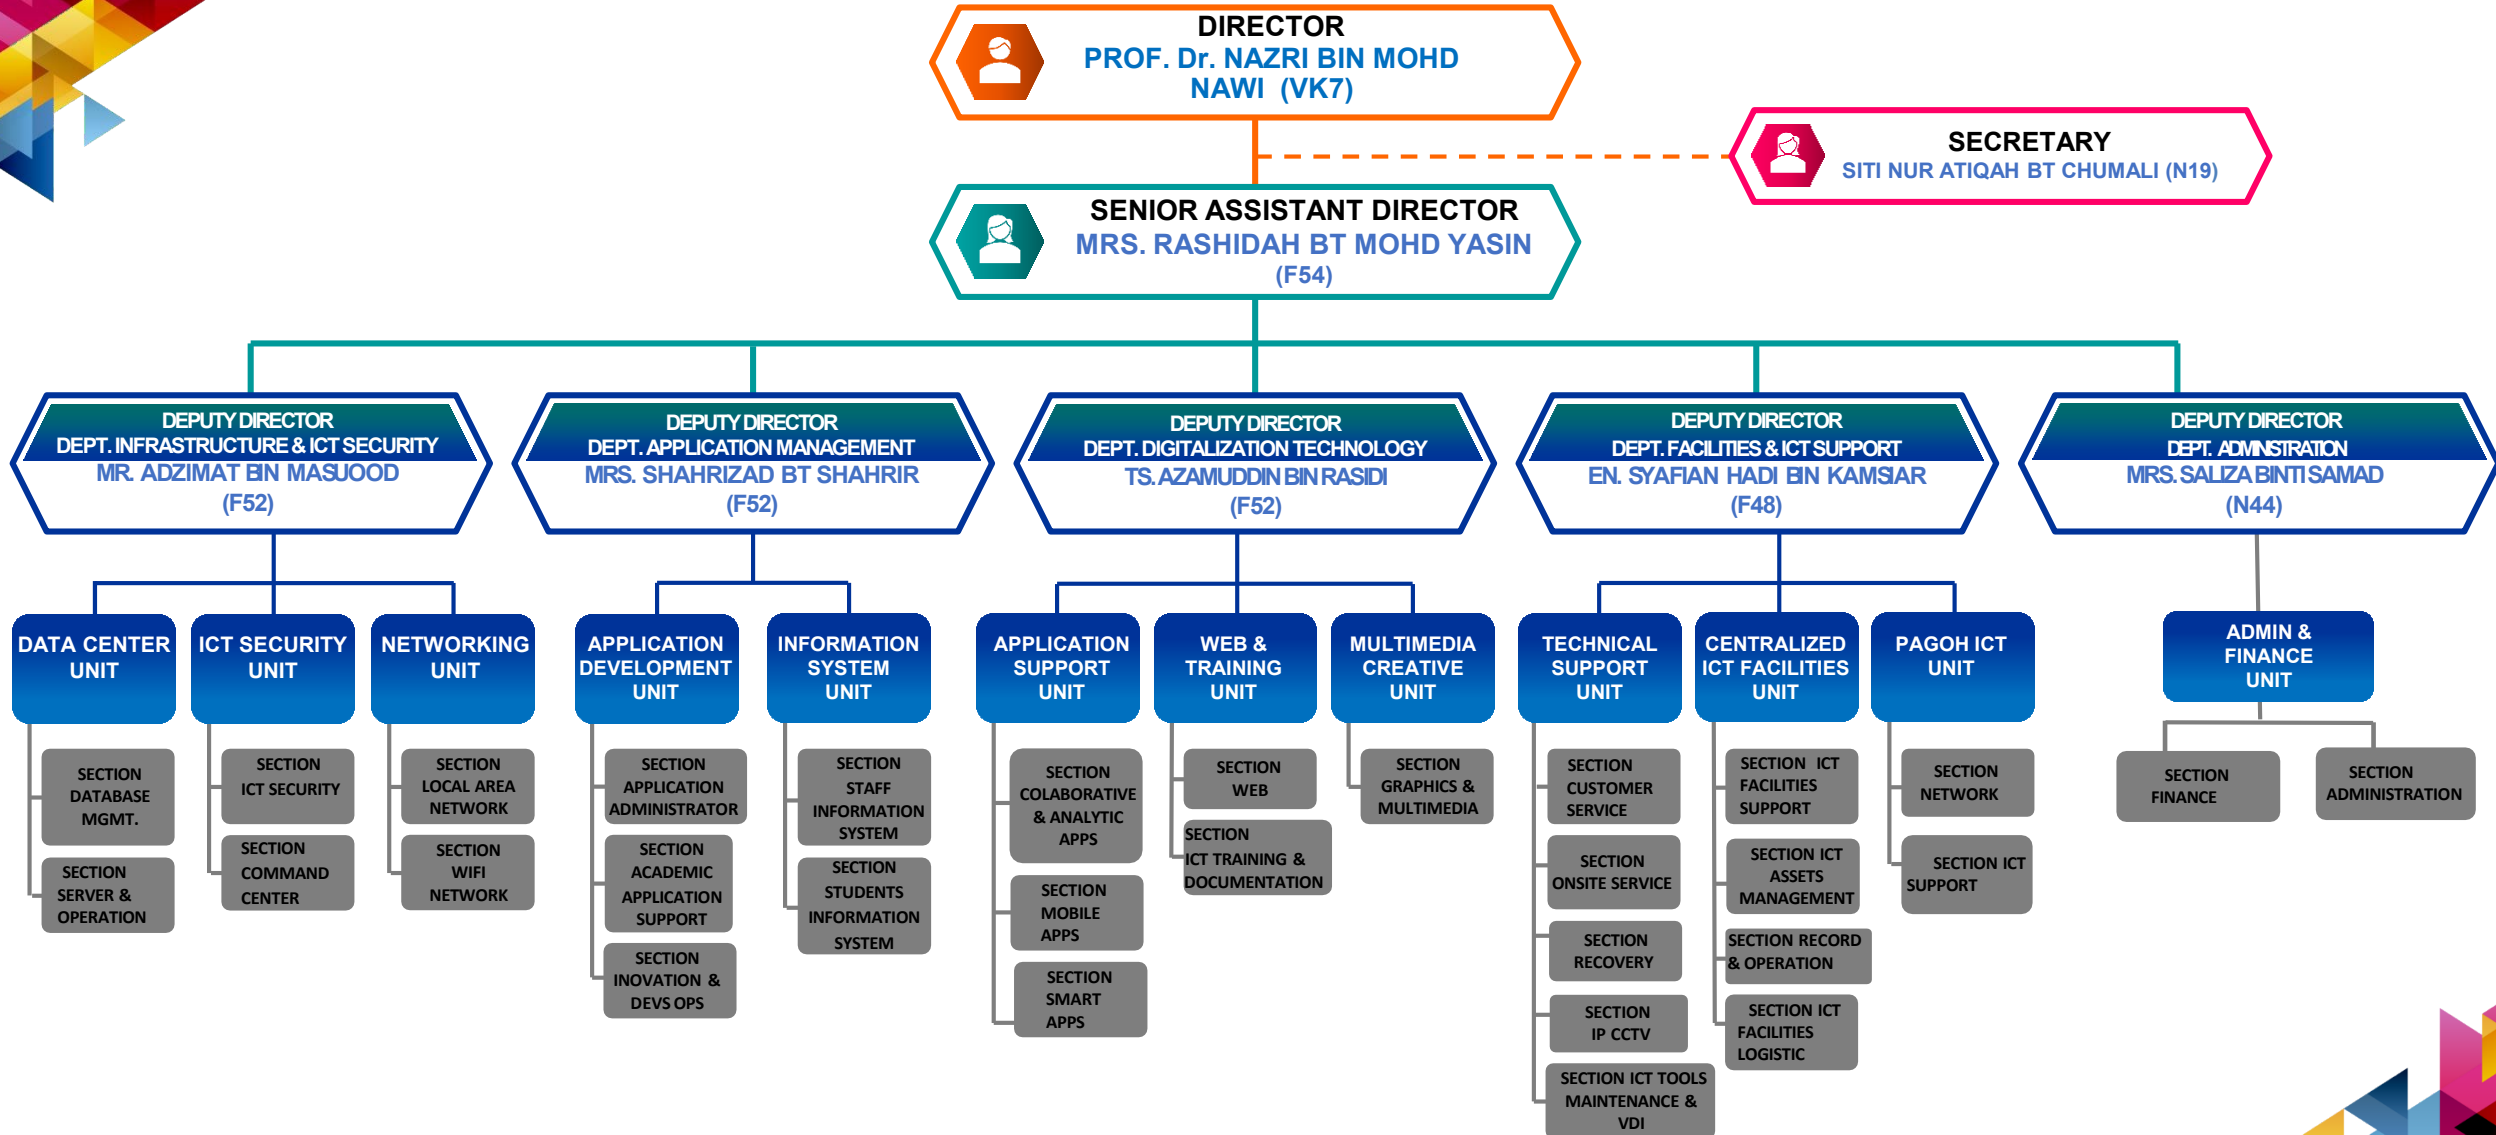 DIRECTOR
PROF. Dr. NAZRI BIN MOHD
NAWI (VK7)
SECRETARY
SITI NUR ATIQAH BT CHUMALI (N19)
SENIOR ASSISTANT DIRECTOR
MRS. RASHIDAH BT MOHD YASIN
(F54)
DEPUTY DIRECTOR
DEPT. INFRASTRUCTURE & ICT SECURITY
MR. ADZIMAT BIN MASUOOD
(F52)
DEPUTY DIRECTOR
DEPT. APPLICATION MANAGEMENT
MRS. SHAHRIZAD BT SHAHRIR
(F52)
DEPUTY DIRECTOR
DEPT. DIGITALIZATION TECHNOLOGY
TS. AZAMUDDIN BIN RASIDI
(F52)
DEPUTY DIRECTOR
DEPT. FACILITIES & ICT SUPPORT
EN. SYAFIAN HADI BIN KAMSIAR
(F48)
DEPUTY DIRECTOR
DEPT. ADMINISTRATION
MRS. SALIZA BINTI SAMAD
(N44)
DATA CENTER
UNIT
ICT SECURITY
UNIT
NETWORKING
UNIT
APPLICATION
DEVELOPMENT
UNIT
INFORMATION
SYSTEM
UNIT
APPLICATION
SUPPORT
UNIT
WEB &
TRAINING
UNIT
MULTIMEDIA
CREATIVE
UNIT
TECHNICAL
SUPPORT
UNIT
CENTRALIZED
ICT FACILITIES
UNIT
PAGOH ICT
UNIT
ADMIN &
FINANCE
UNIT
SECTION
DATABASE
MGMT.
SECTION
SERVER &
OPERATION
SECTION
ICT SECURITY
SECTION
COMMAND
CENTER
SECTION
LOCAL AREA
NETWORK
SECTION
WIFI
NETWORK
SECTION
APPLICATION
ADMINISTRATOR
SECTION
ACADEMIC
APPLICATION
SUPPORT
SECTION
INOVATION &
DEVS OPS
SECTION
STAFF
INFORMATION
SYSTEM
SECTION
STUDENTS
INFORMATION
SYSTEM
SECTION
COLABORATIVE
& ANALYTIC
APPS
SECTION
MOBILE
APPS
SECTION
SMART
APPS
SECTION
WEB
SECTION
ICT TRAINING &
DOCUMENTATION
SECTION
GRAPHICS &
MULTIMEDIA
SECTION
CUSTOMER
SERVICE
SECTION
ONSITE SERVICE
SECTION
RECOVERY
SECTION
IP CCTV
SECTION ICT TOOLS
MAINTENANCE &
VDI
SECTION ICT
FACILITIES
SUPPORT
SECTION ICT
ASSETS
MANAGEMENT
SECTION RECORD
& OPERATION
SECTION ICT
FACILITIES
LOGISTIC
SECTION
NETWORK
SECTION ICT
SUPPORT
SECTION
FINANCE
SECTION
ADMINISTRATION